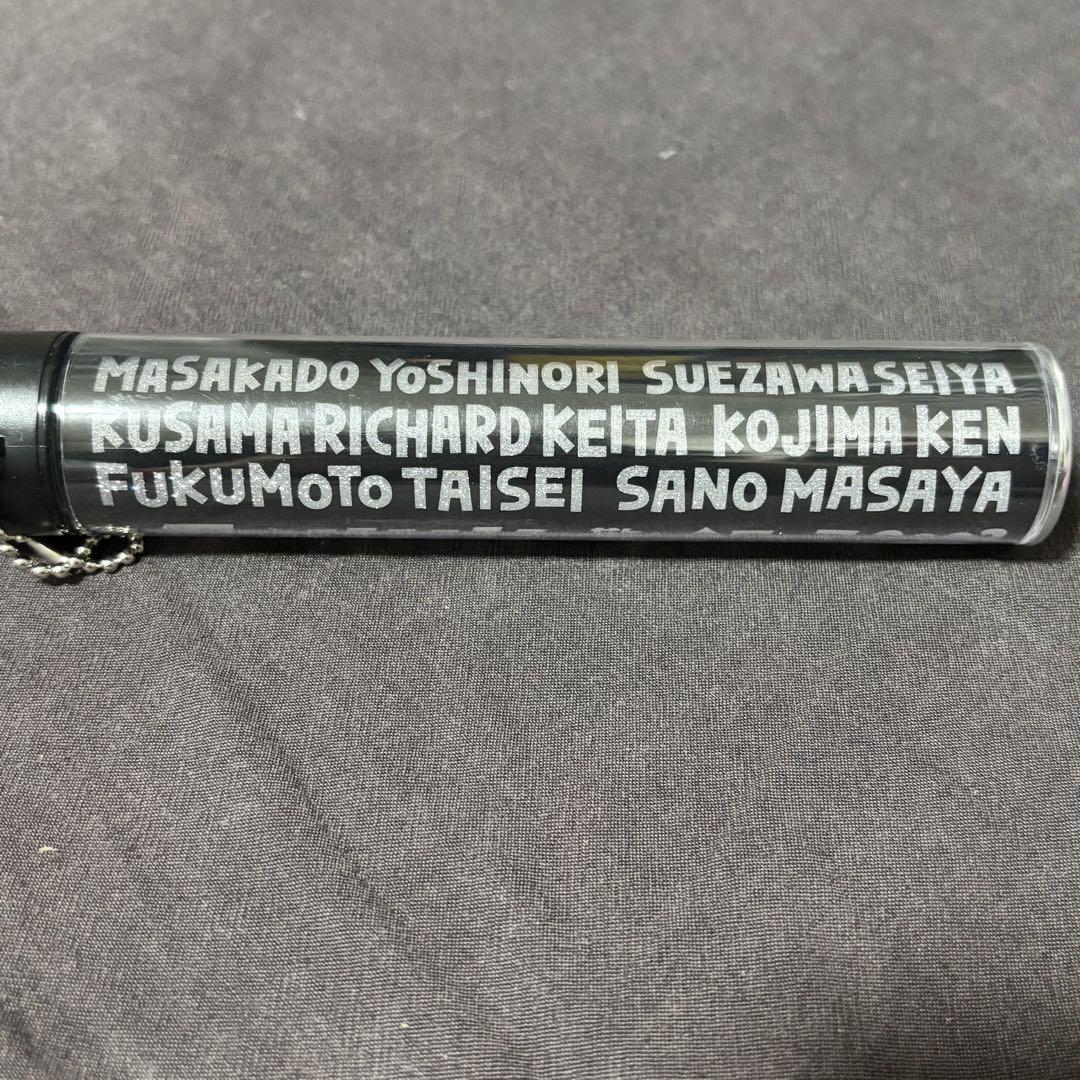 MASAKADO YOSHINORI SUEZAWA SEIYA
KUSAMA RICHARD KEITA KOJIMA KEN
FUKUMOTO TAISEI SANO MASAYA